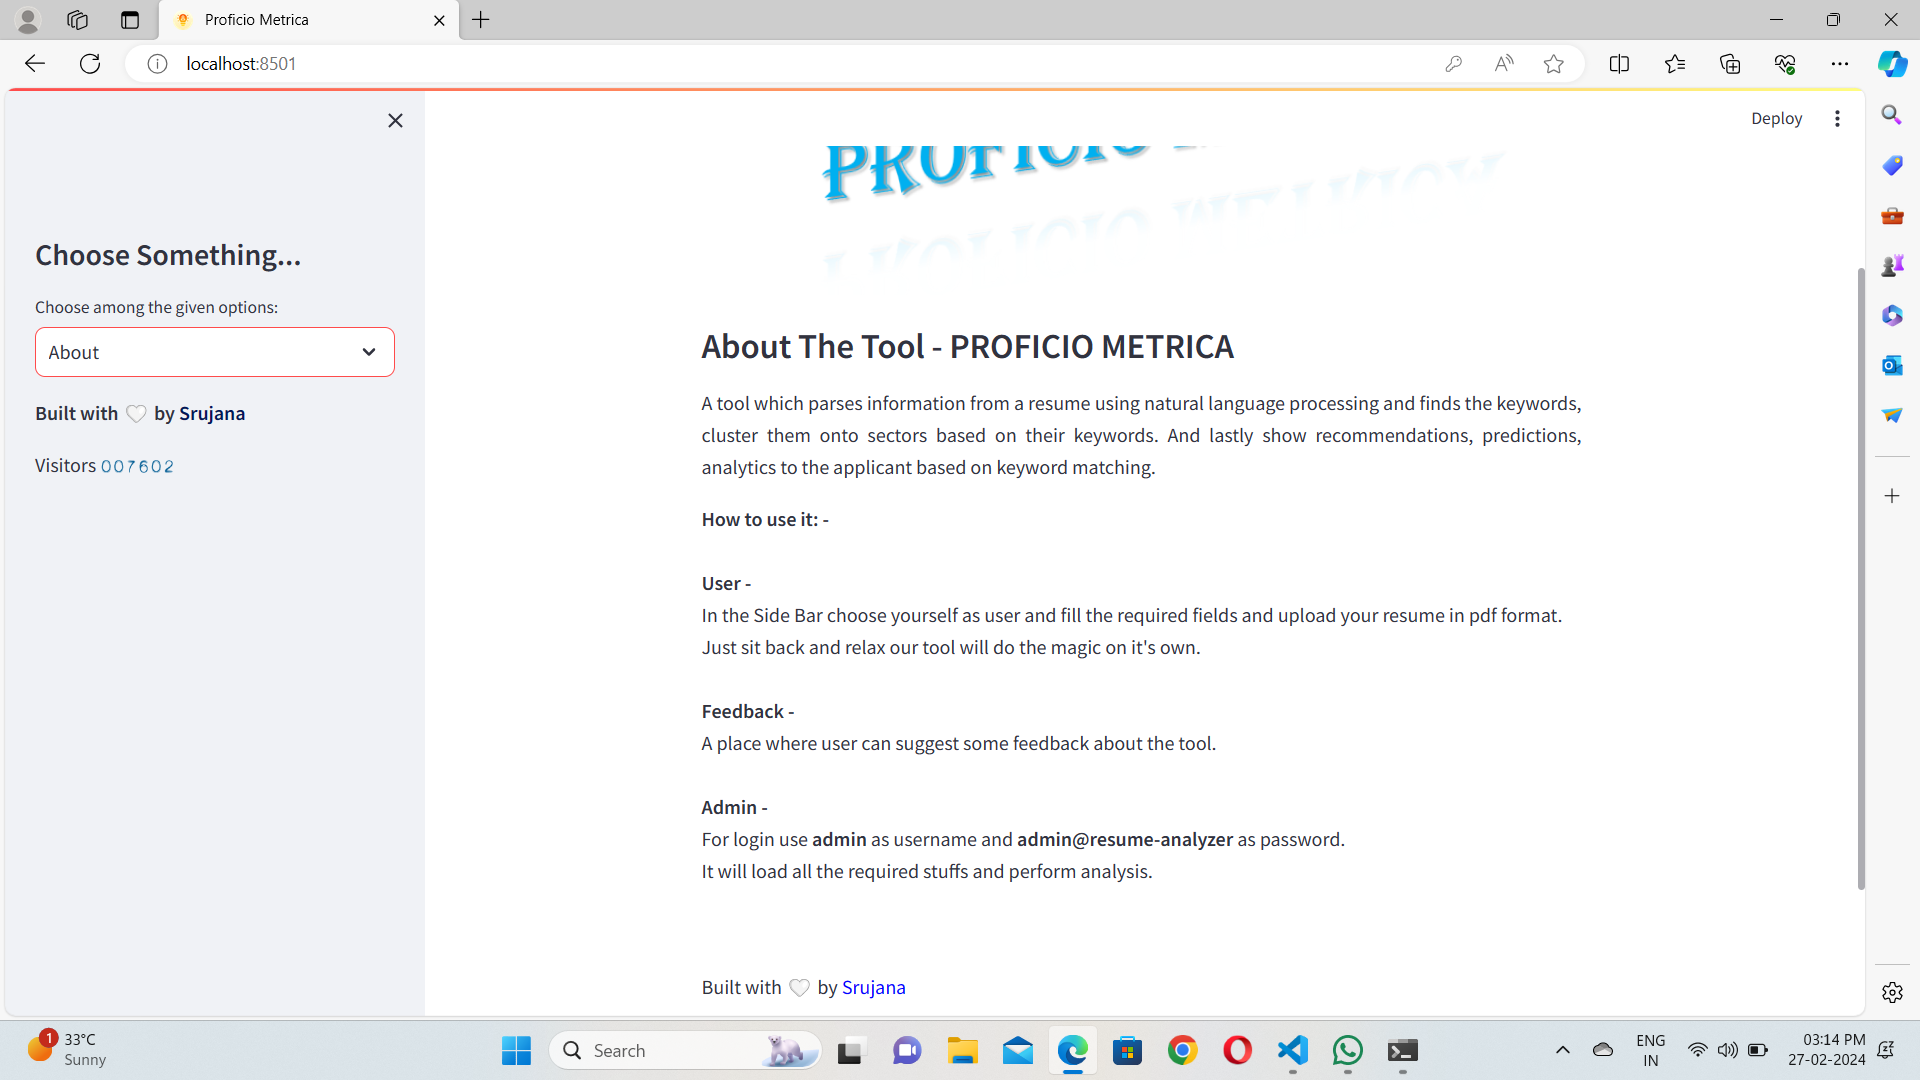 Proficio Metrica
localhost:8501
Deploy
PROFICIO
Choose Something...
Choose among the given options:
About
Built with 🤍 by Srujana
Visitors 007602
About The Tool - PROFICIO METRICA
A tool which parses information from a resume using natural language processing and finds the keywords,
cluster them onto sectors based on their keywords. And lastly show recommendations, predictions,
analytics to the applicant based on keyword matching.
How to use it: -
User -
In the Side Bar choose yourself as user and fill the required fields and upload your resume in pdf format.
Just sit back and relax our tool will do the magic on it's own.
Feedback -
A place where user can suggest some feedback about the tool.
Admin -
For login use admin as username and admin@resume-analyzer as password.
It will load all the required stuffs and perform analysis.
Built with 🤍 by Srujana
1
33°C
Sunny
Search
ENG
IN
03:14 PM
27-02-2024